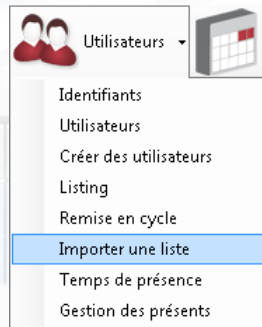 Utilisateurs
Identifiants
Utilisateurs
Créer des utilisateurs
Listing
Remise en cycle
Importer une liste
Temps de présence
Gestion des présents